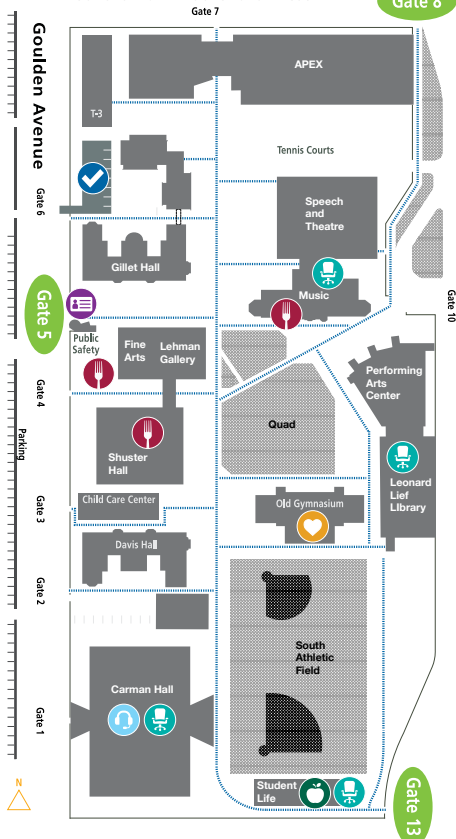 Gate 8
Gate 7
APEX
Goulden Avenue
T-3
Tennis Courts
Gate 6
Speech
and
Theatre
Gillet Hall
Music
Gate 10
Gate 5
Public
Safety
Fine
Arts
Lehman
Gallery
Performing
Arts
Center
Gate 4
Quad
Parking
Shuster
Hall
Leonard
Lief LIbrary
Child Care Center
Old Gymnasium
Gate 3
Davis Hall
Gate 2
South
Athletic
Field
Carman Hall
Gate 1
Student
Life
Gate 13
N